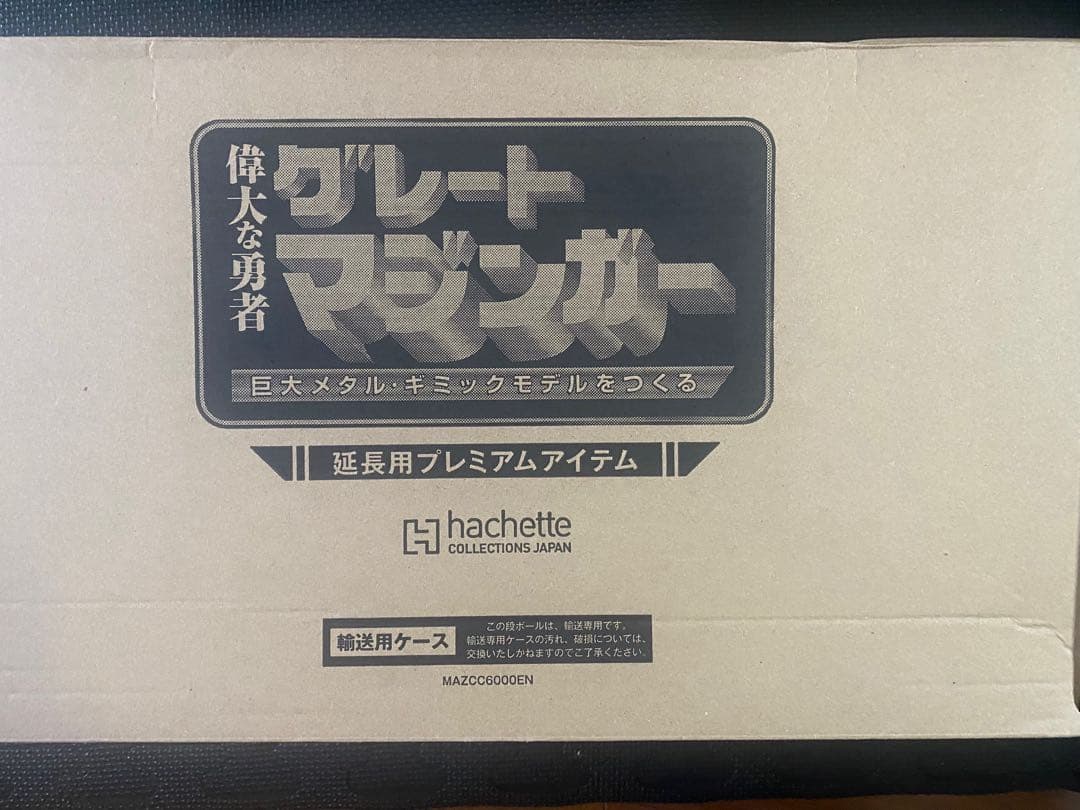 偉大な勇者
グレート
マジンガー
巨大メタル・ギミックモデルをつくる
延長用プレミアムアイテム
hachette
COLLECTIONS JAPAN
輸送用ケース
この段ボールは、輸送専用です。
輸送専用ケースの汚れ、破損については、
交換いたしかねますのでご了承ください。
MAZCC6000EN